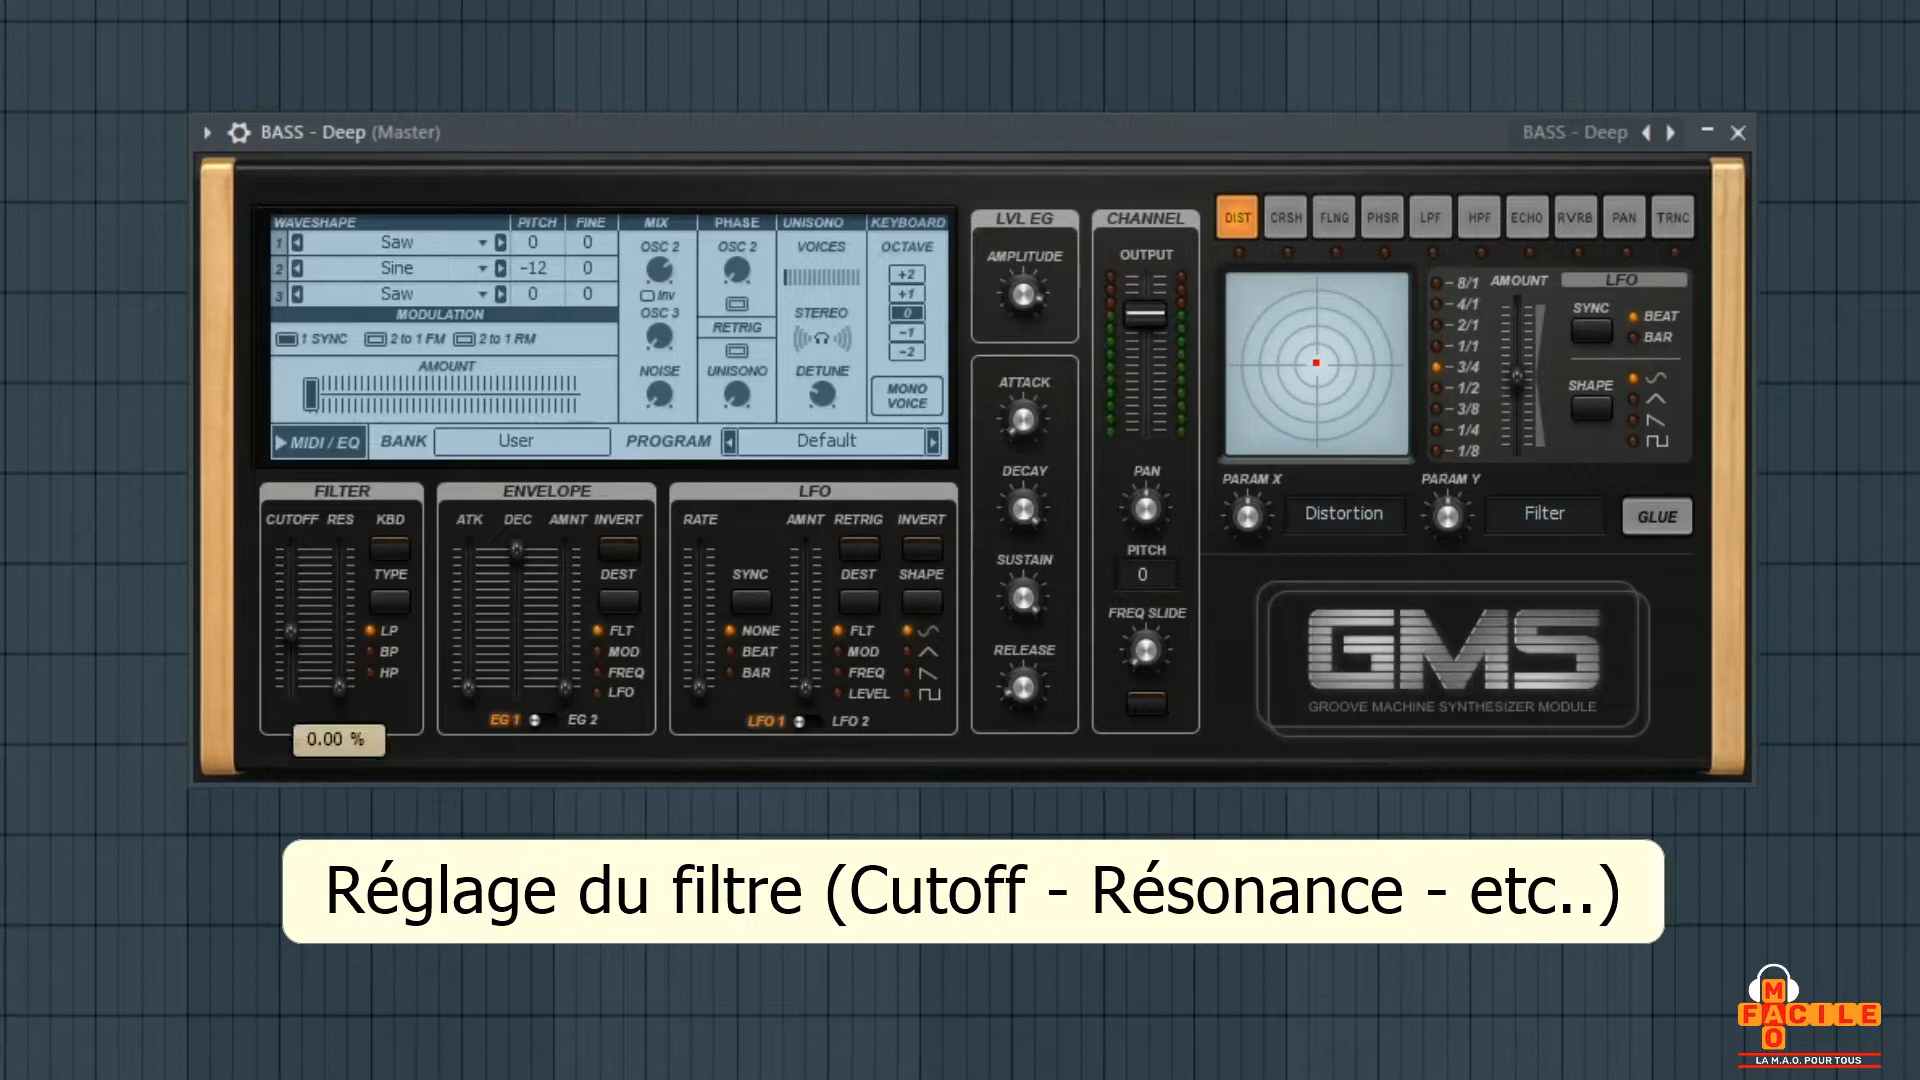 BASS - Deep (Master)
BASS - Deep
WAVESHAPE PITCH FINE MIX PHASE UNISONO KEYBOARD
1 Saw 0 0
2 Sine -12 0
3 Saw 0 0
MODULATION
1 SYNC 2 to 1 FM 2 to 1 RM
AMOUNT
OSC 2
Inv
OSC 3
NOISE
OSC 2
RETRIG
UNISONO
VOICES
STEREO
DETUNE
OCTAVE
+2
+1
0
-1
-2
MONO
VOICE
MIDI / EQ BANK User PROGRAM Default
FILTER
CUTOFF RES KBD
TYPE
LP
BP
HP
0.00 %
ENVELOPE
ATK DEC AMNT INVERT
DEST
FLT
MOD
FREQ
LFO
EG 1 EG 2
LFO
RATE AMNT RETRIG INVERT
SYNC DEST SHAPE
NONE FLT
BEAT MOD
BAR FREQ
LEVEL
LFO 1 LFO 2
LVL EG
AMPLITUDE
ATTACK
DECAY
SUSTAIN
RELEASE
CHANNEL
OUTPUT
PAN
PITCH
0
FREQ SLIDE
DIST CRSH FLNG PHSR LPF HPF ECHO RVRB PAN TRNC
8/1
4/1
2/1
1/1
3/4
1/2
3/8
1/4
1/8
AMOUNT
LFO
SYNC BEAT
BAR
SHAPE
PARAM X PARAM Y
Distortion Filter GLUE
GMS
GROOVE MACHINE SYNTHESIZER MODULE
Réglage du filtre (Cutoff - Résonance - etc..)
MAO
FACILE
LA M.A.O. POUR TOUS